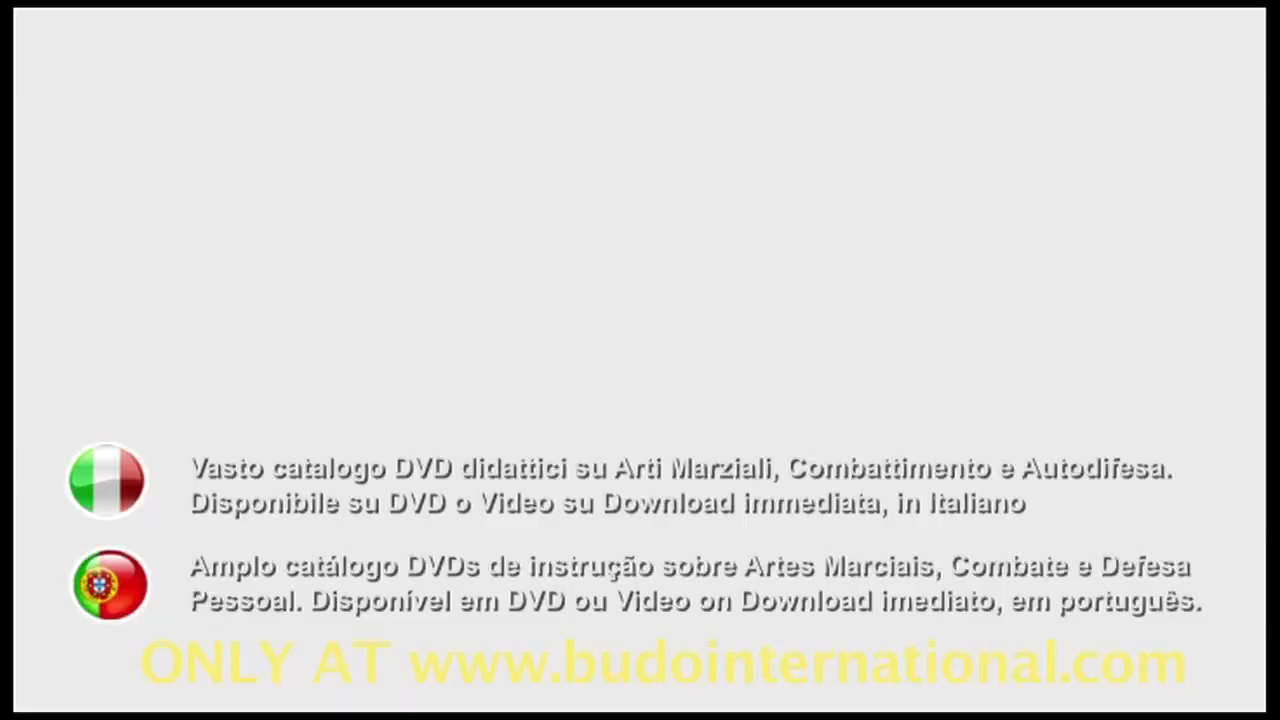 Vasto catalogo DVD didattici su Arti Marziali, Combattimento e Autodifesa.
Disponibile su DVD o Video su Download immediata, in Italiano
Amplo catálogo DVDs de instrução sobre Artes Marciais, Combate e Defesa
Pessoal. Disponível em DVD ou Video on Download imediato, em português.
ONLY AT www.budointernational.com